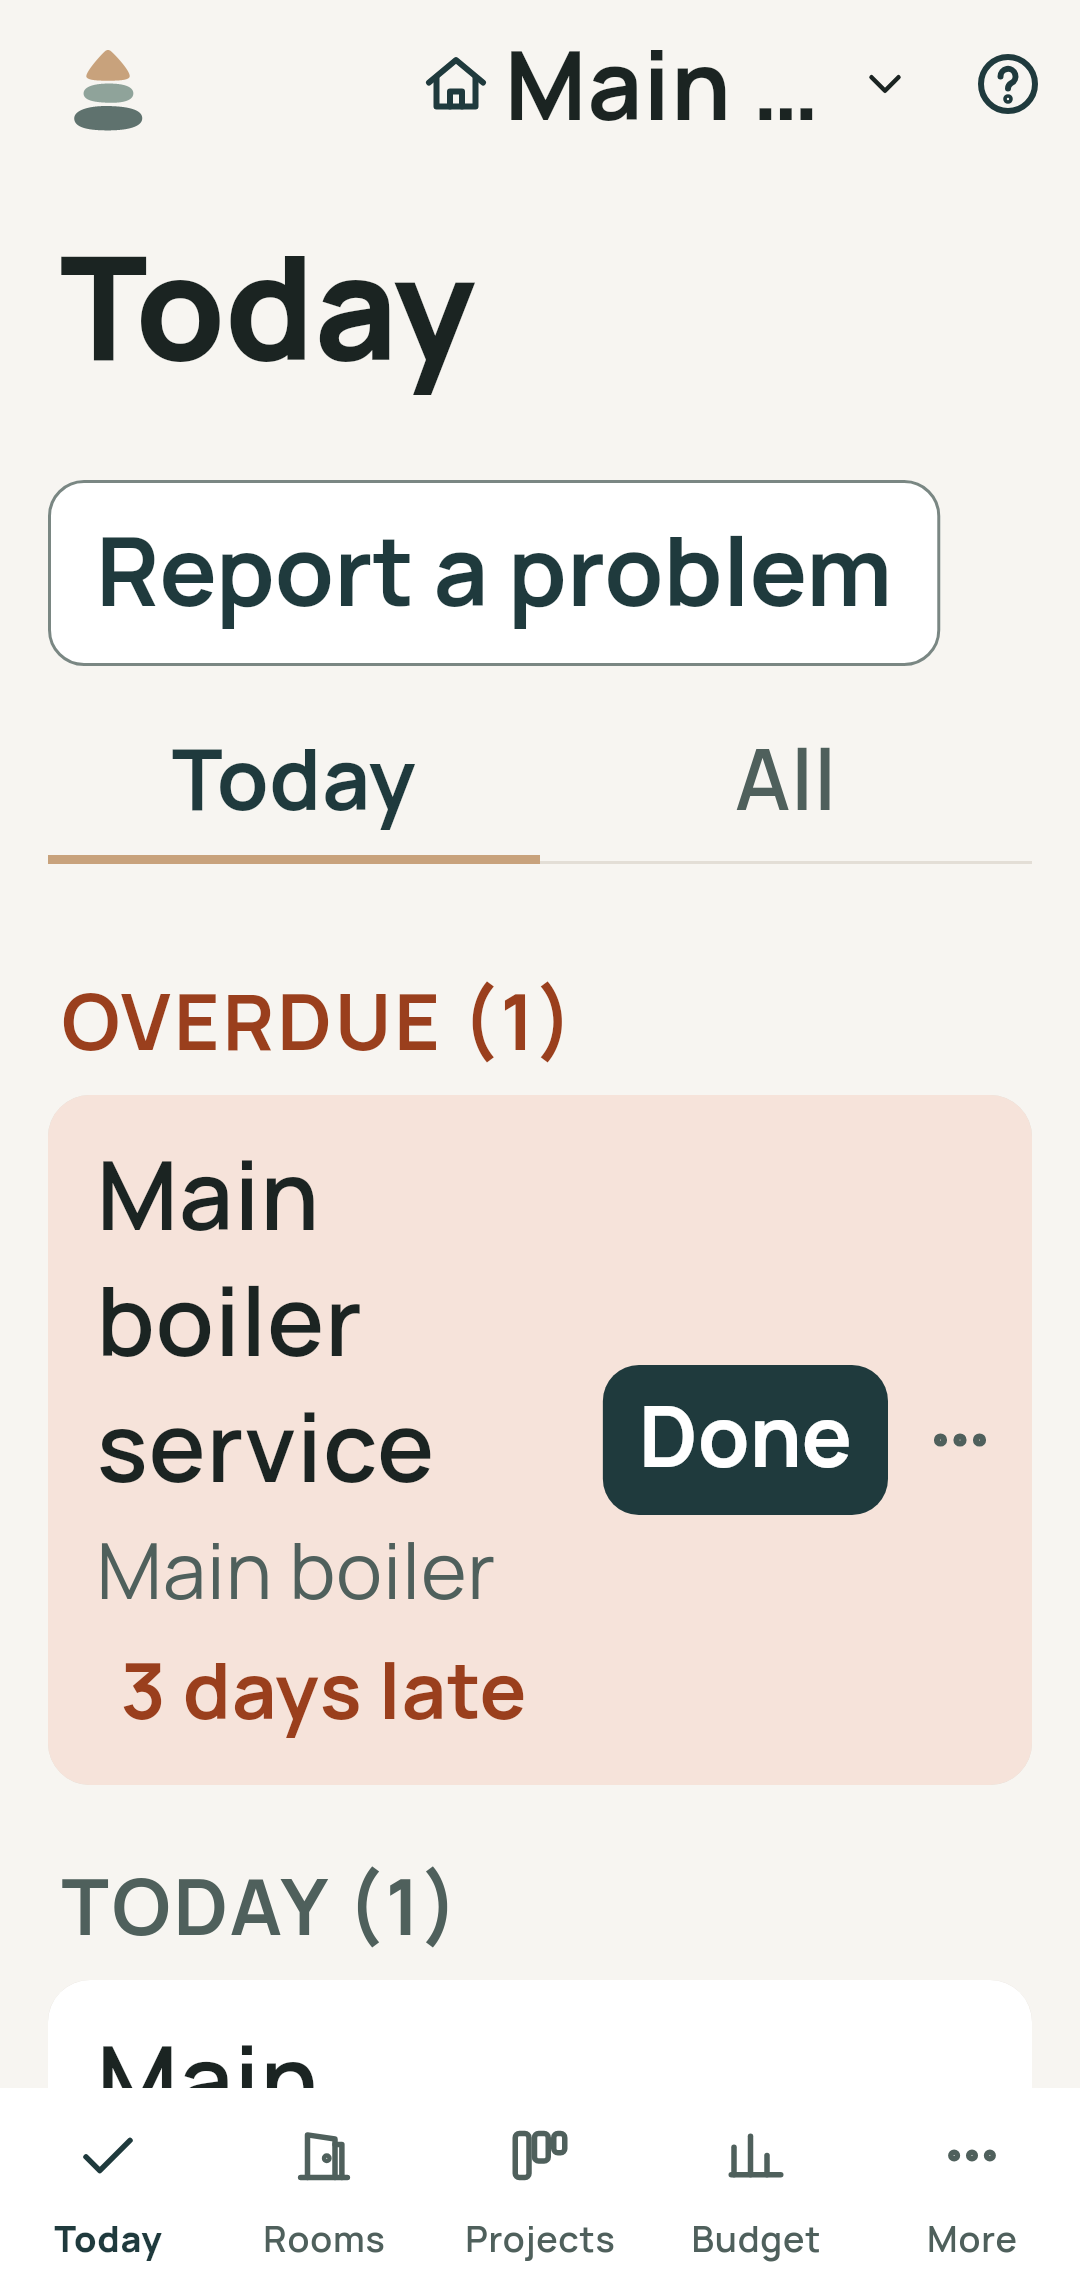 Main ...
Today
Report a problem
Today All
OVERDUE (1)
Main
boiler
service
Done
Main boiler
3 days late
TODAY (1)
Main
Today Rooms Projects Budget More